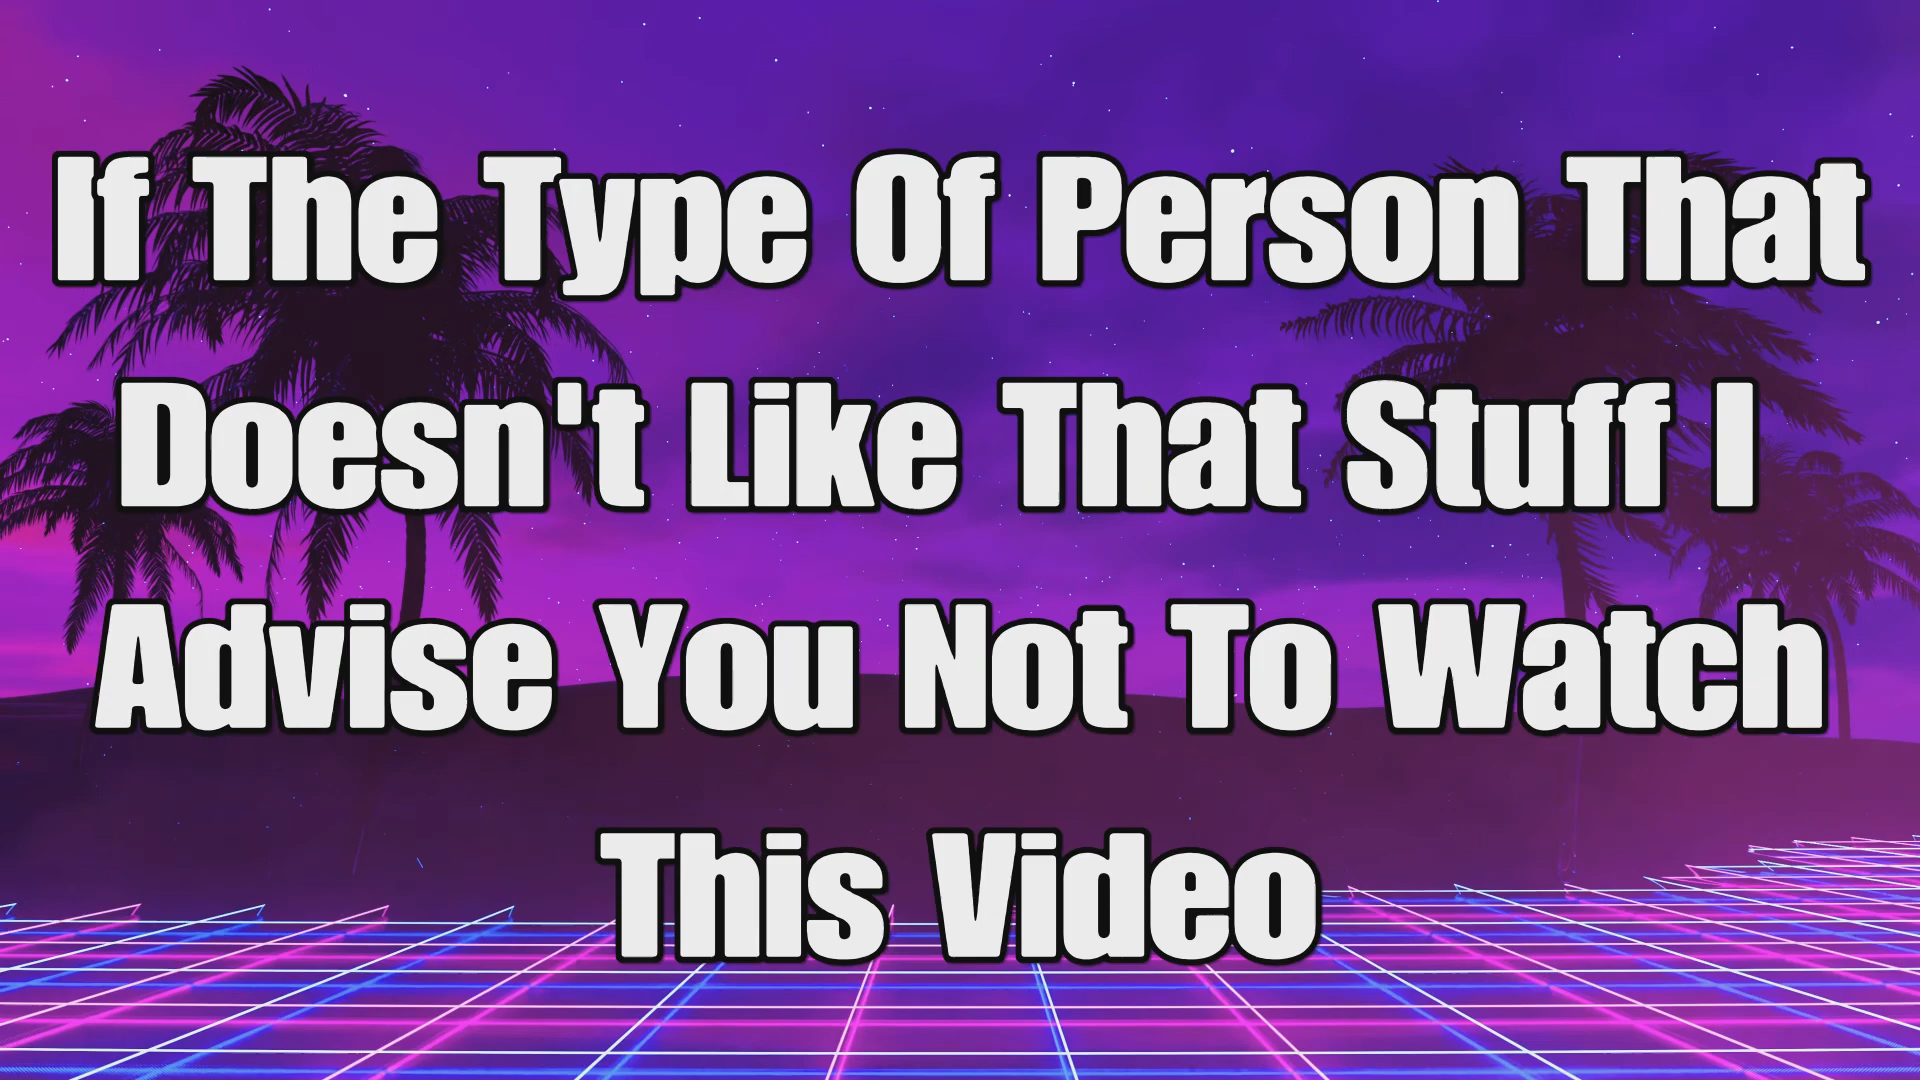 If The Type Of Person That
Doesn't Like That Stuff I
Advise You Not To Watch
This Video